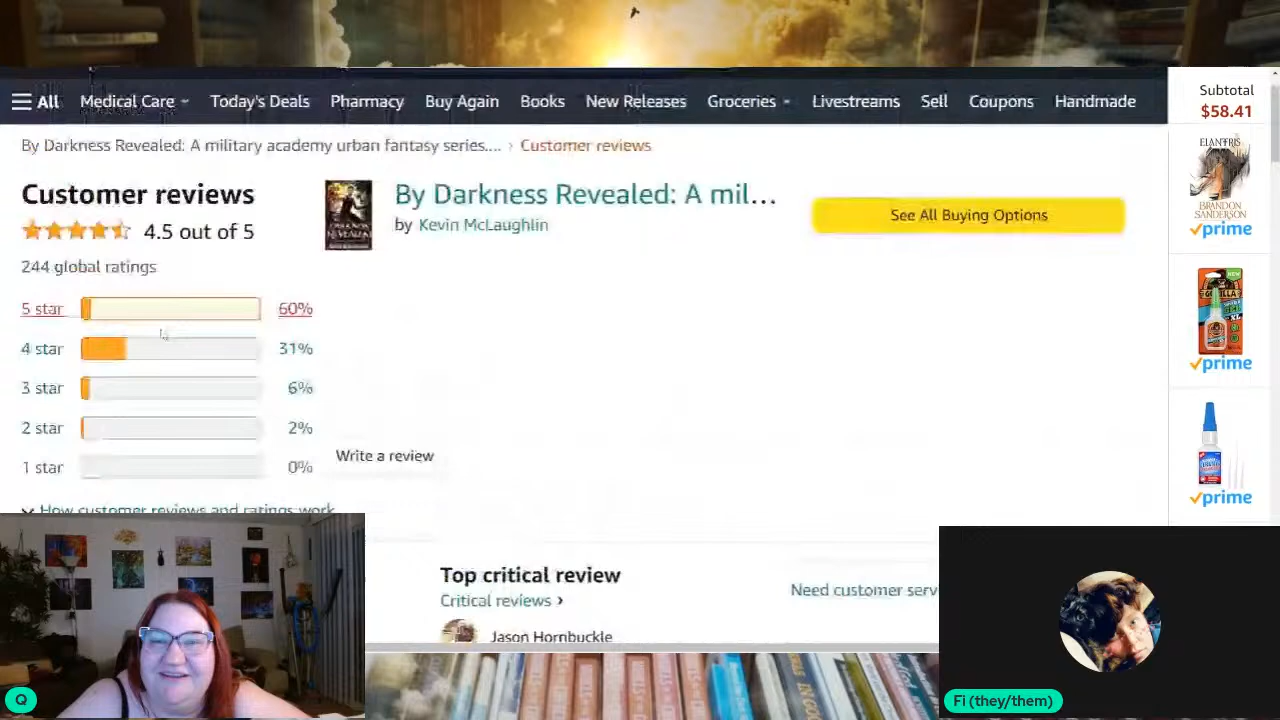 All Medical Care Today's Deals Pharmacy Buy Again Books New Releases Groceries Livestreams Sell Coupons Handmade
Subtotal
$58.41
By Darkness Revealed: A military academy urban fantasy series.... › Customer reviews
Customer reviews
By Darkness Revealed: A mil...
by Kevin McLaughlin
See All Buying Options
4.5 out of 5
244 global ratings
5 star 60%
4 star 31%
3 star 6%
2 star 2%
1 star 0%
Write a review
How customer reviews and ratings work
ELANTRIS
BRANDON
SANDERSON
prime
GORILLA
prime
prime
Top critical review
Critical reviews ›
Need customer serv
Jason Hornbuckle
Q
Fi (they/them)